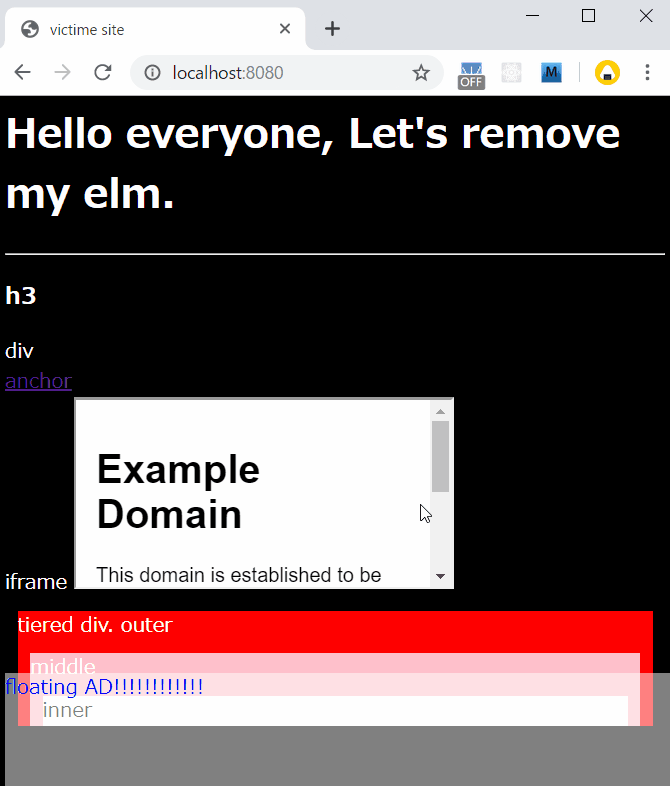 victime site
localhost:8080
OFF
M
Hello everyone, Let's remove
my elm.
h3
div
anchor
Example
Domain
This domain is established to be
iframe
tiered div. outer
middle
floating AD!!!!!!!!!!!!
inner